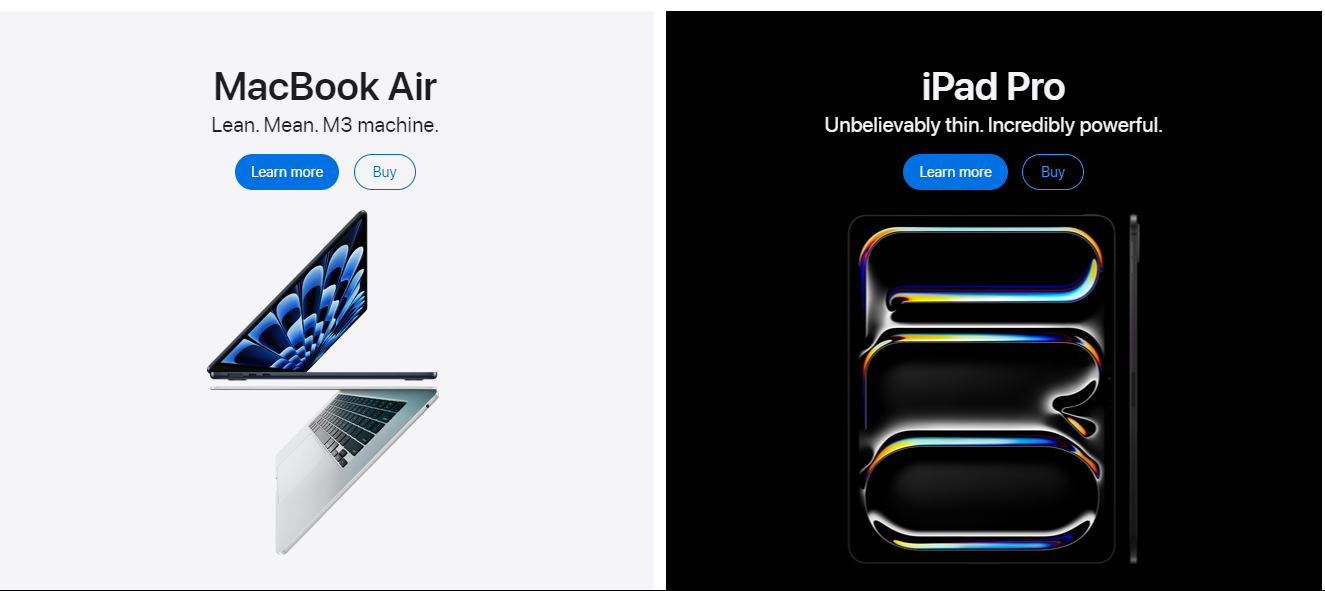 MacBook Air
Lean. Mean. M3 machine.
Learn more
Buy
iPad Pro
Unbelievably thin. Incredibly powerful.
Learn more
Buy